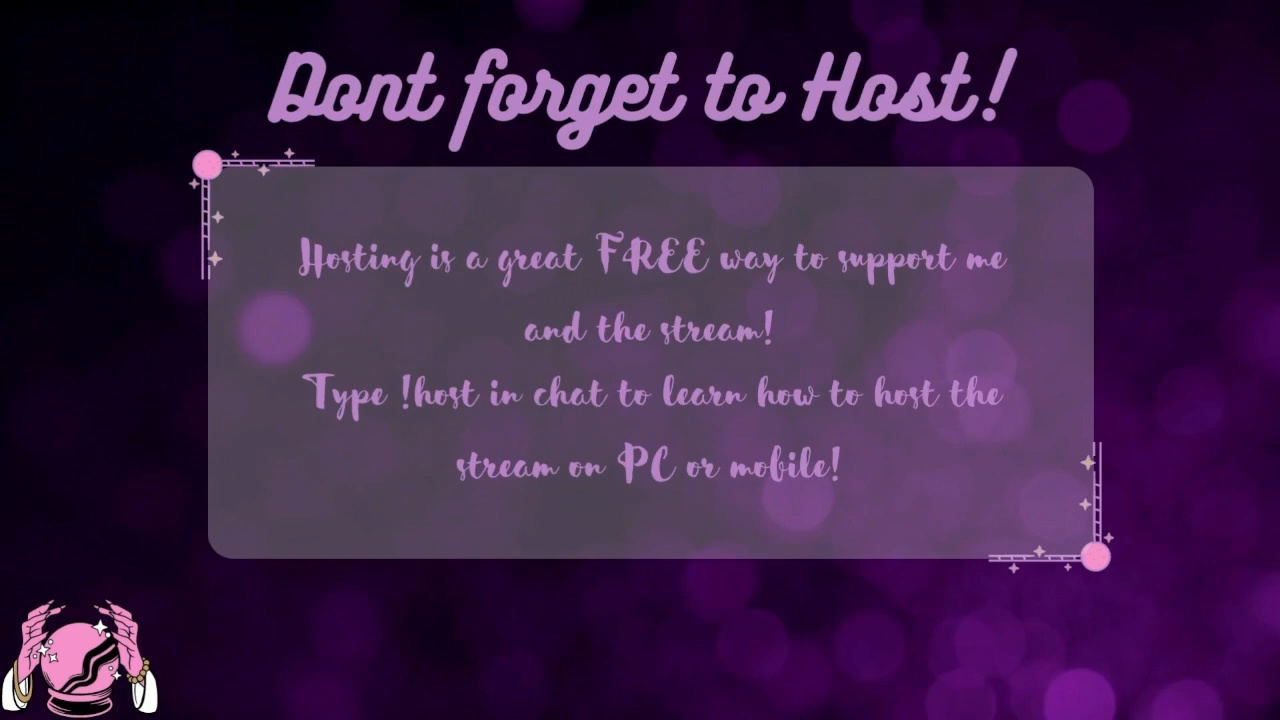 Dont forget to Host!
Hosting is a great FREE way to support me
and the stream!
Type !host in chat to learn how to host the
stream on PC or mobile!